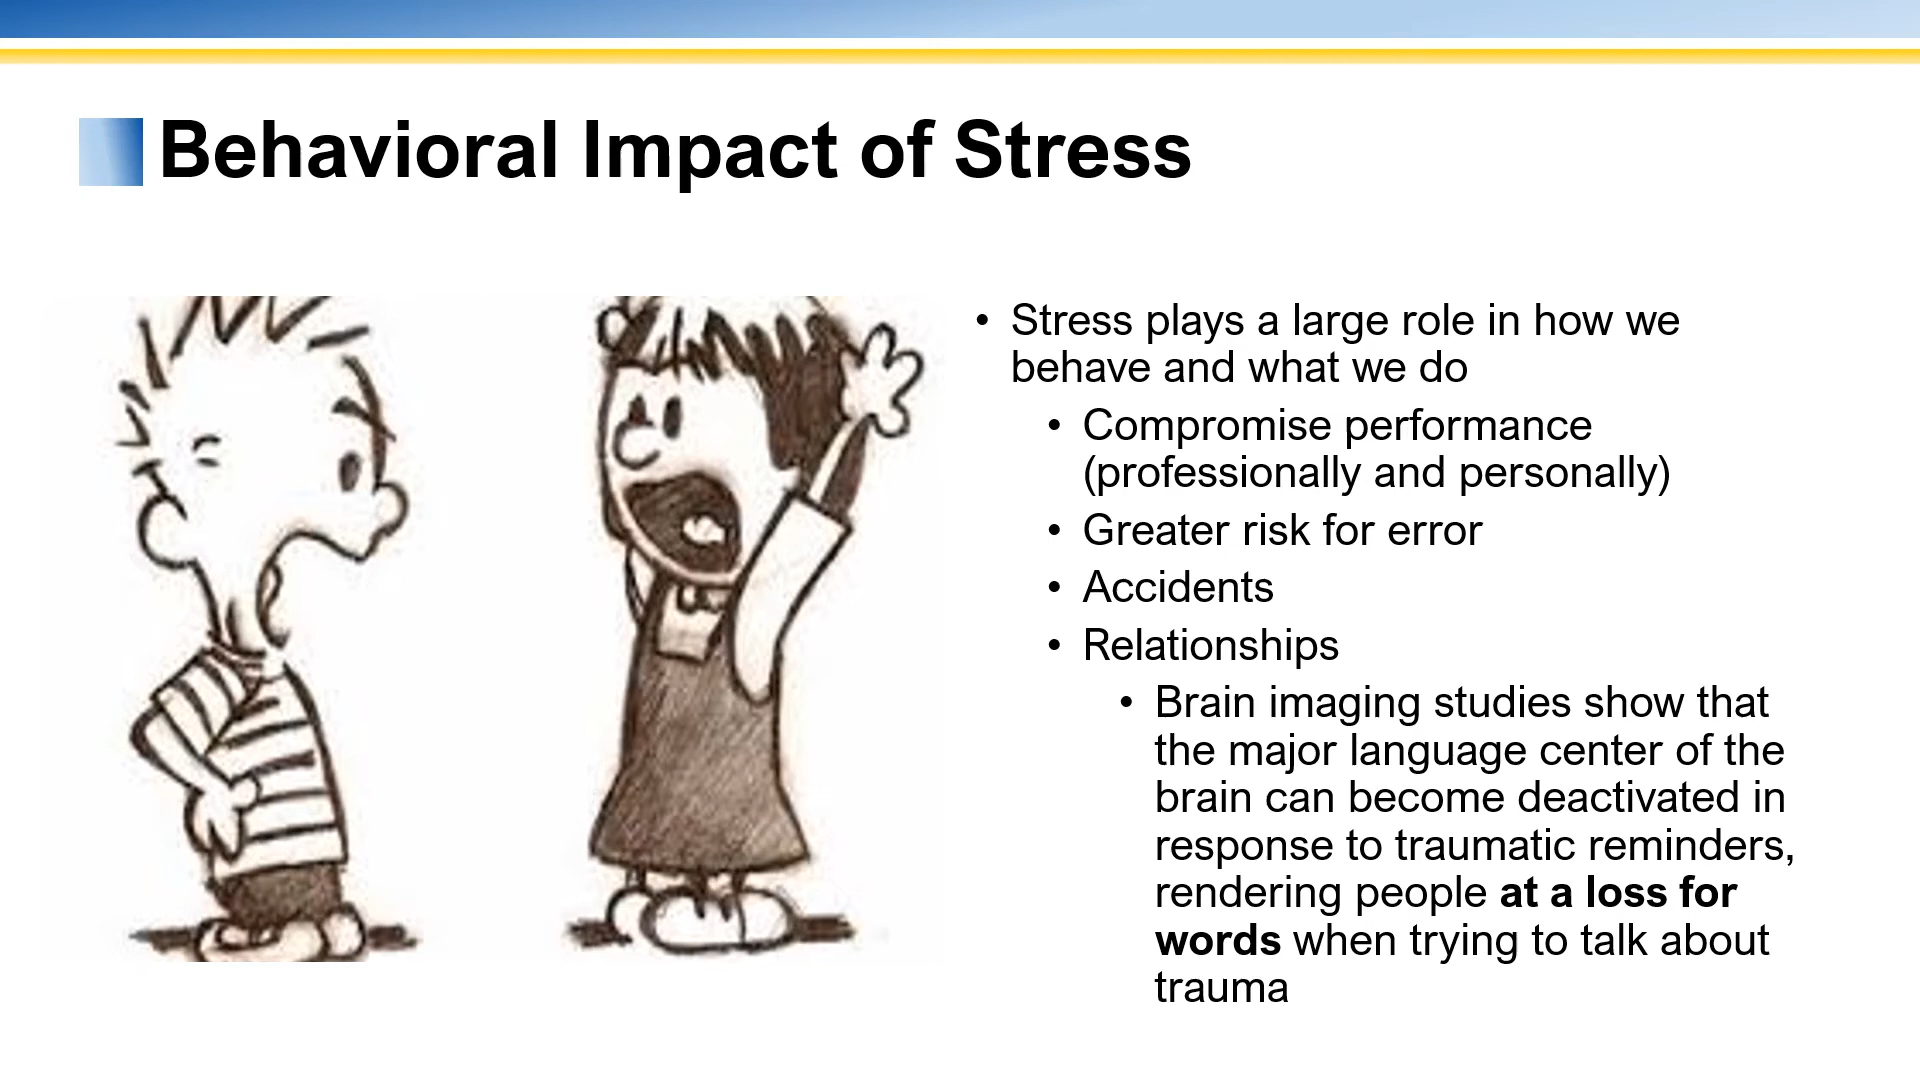 Behavioral Impact of Stress
• Stress plays a large role in how we
behave and what we do
• Compromise performance
(professionally and personally)
• Greater risk for error
• Accidents
• Relationships
• Brain imaging studies show that
the major language center of the
brain can become deactivated in
response to traumatic reminders,
rendering people at a loss for
words when trying to talk about
trauma